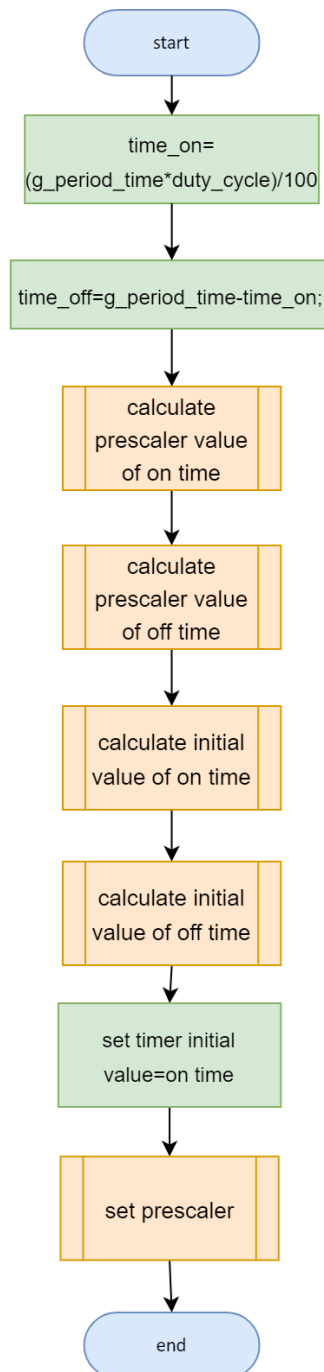 start
time_on=
(g_period_time*duty_cycle)/100
time_off=g_period_time-time_on;
calculate
prescaler value
of on time
calculate
prescaler value
of off time
calculate initial
value of on time
calculate initial
value of off time
set timer initial
value=on time
set prescaler
end